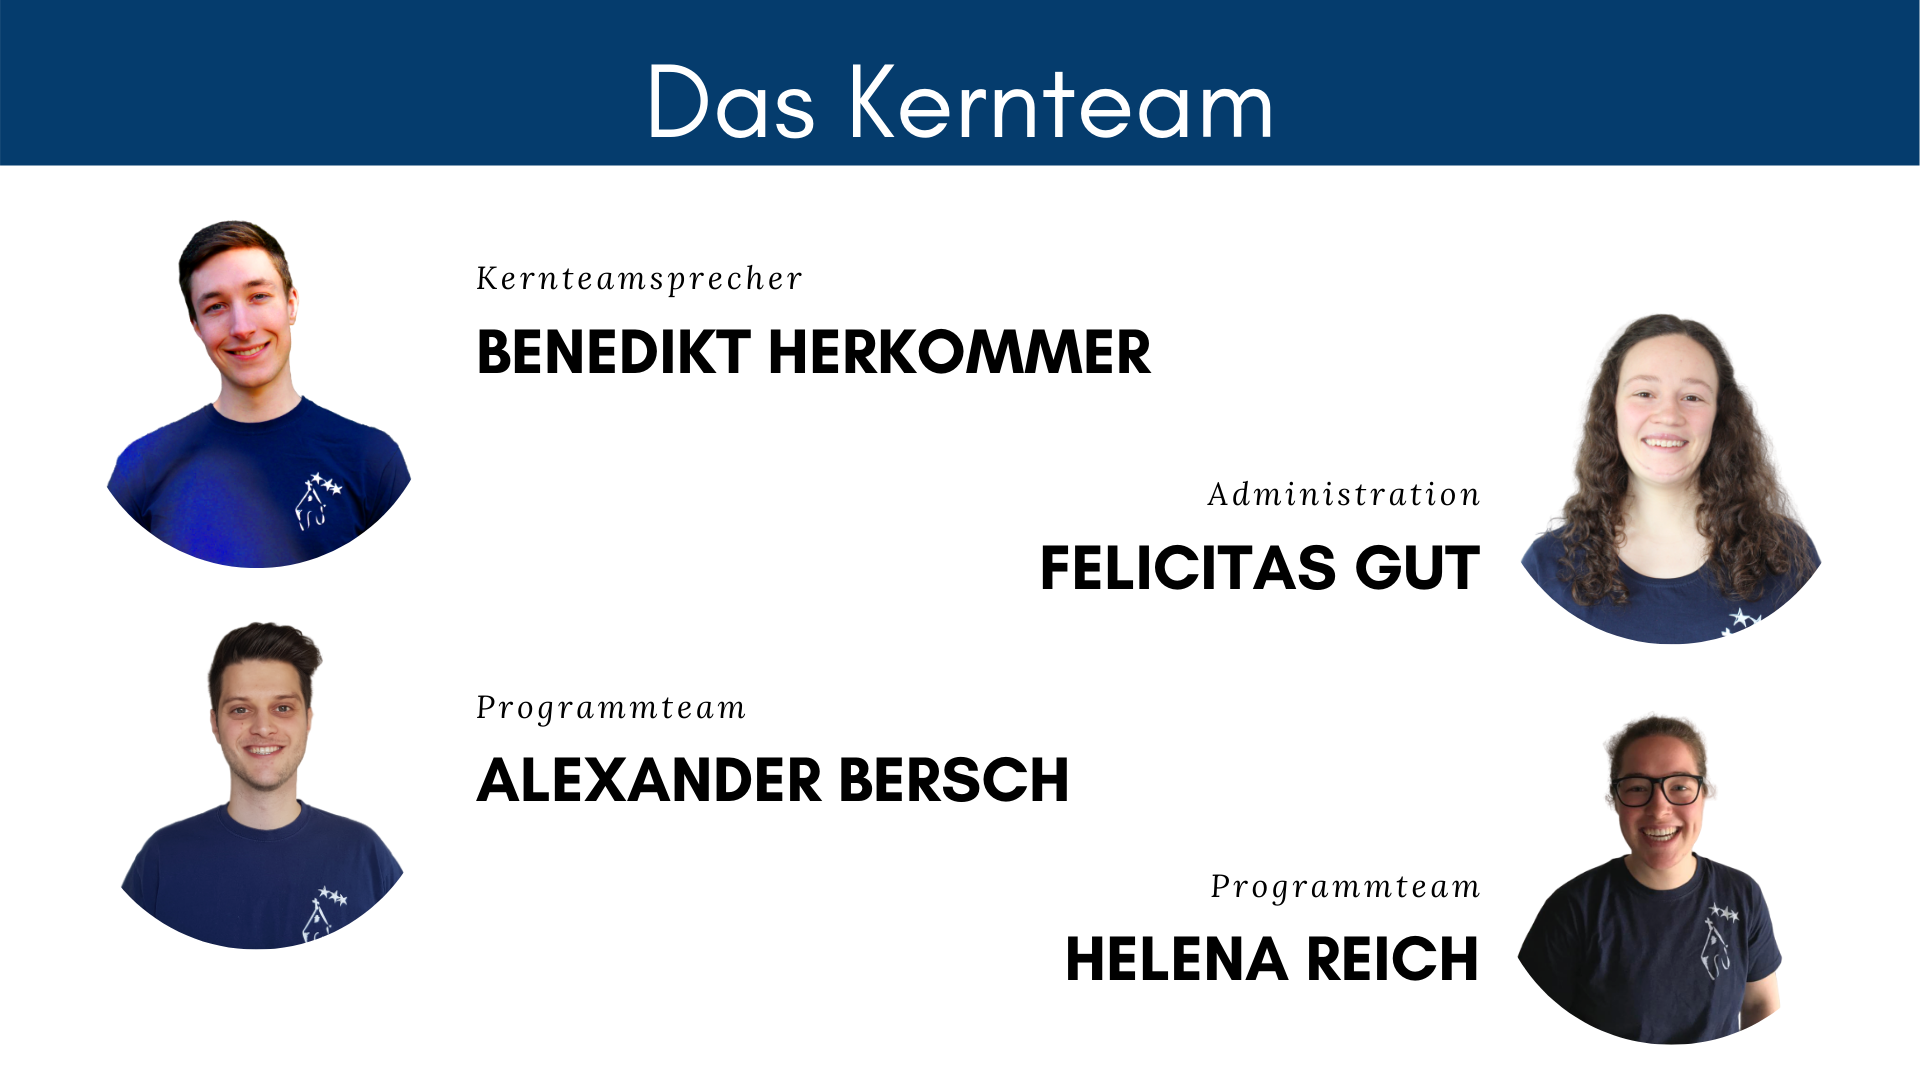 Das Kernteam
Kernteamsprecher
BENEDIKT HERKOMMER
Administration
FELICITAS GUT
Programmteam
ALEXANDER BERSCH
Programmteam
HELENA REICH